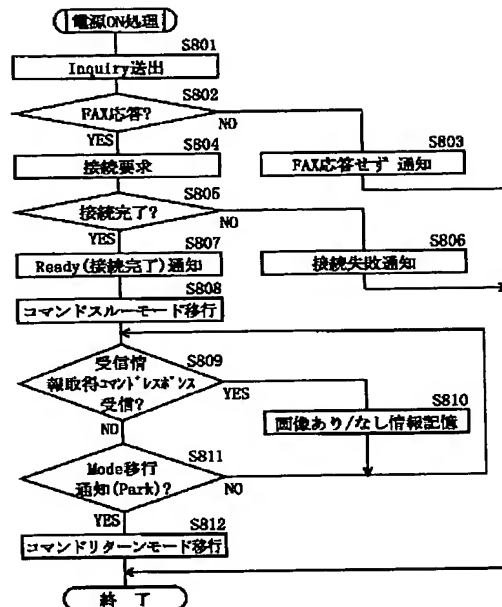 電源ON処理
S801
Inquiry送出
S802
FAX応答?
NO
YES
S804
S803
接続要求
FAX応答せず 通知
S805
接続完了?
NO
YES
S807
S806
Ready(接続完了)通知
接続失敗通知
S808
コマンドスルーモード移行
受信情
S809
報取得コマンドレスポンス
受信?
YES
S810
NO
画像あり/なし情報記憶
S811
Mode移行
通知(Park)?
NO
YES
S812
コマンドリターンモード移行
終 了